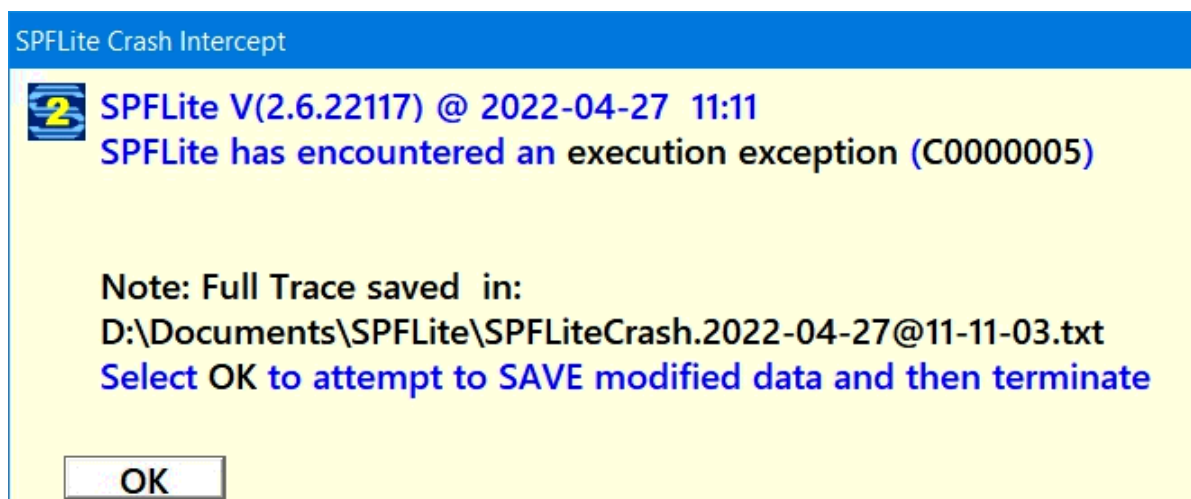 SPFLite Crash Intercept
2
SPFLite V(2.6.22117) @ 2022-04-27  11:11
SPFLite has encountered an execution exception (C0000005)
Note: Full Trace saved  in:
D:\Documents\SPFLite\SPFLiteCrash.2022-04-27@11-11-03.txt
Select OK to attempt to SAVE modified data and then terminate
OK